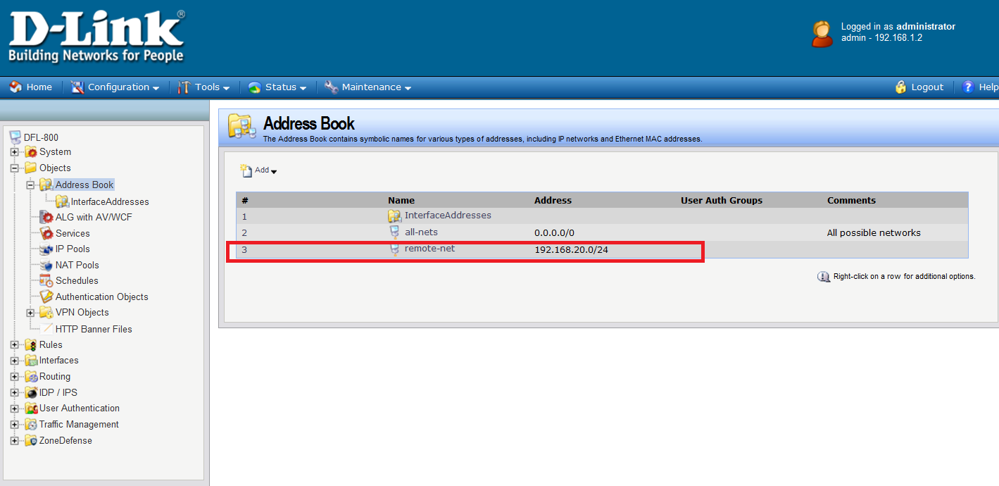 D-Link®
Building Networks for People
Logged in as administrator
admin - 192.168.1.2
Home Configuration Tools Status Maintenance Logout Help
DFL-800
System
Objects
Address Book
InterfaceAddresses
ALG with AV/WCF
Services
IP Pools
NAT Pools
Schedules
Authentication Objects
VPN Objects
HTTP Banner Files
Rules
Interfaces
Routing
IDP / IPS
User Authentication
Traffic Management
ZoneDefense
Address Book
The Address Book contains symbolic names for various types of addresses, including IP networks and Ethernet MAC addresses.
Add
# Name Address User Auth Groups Comments
1 InterfaceAddresses
2 all-nets 0.0.0.0/0 All possible networks
3 remote-net 192.168.20.0/24
Right-click on a row for additional options.